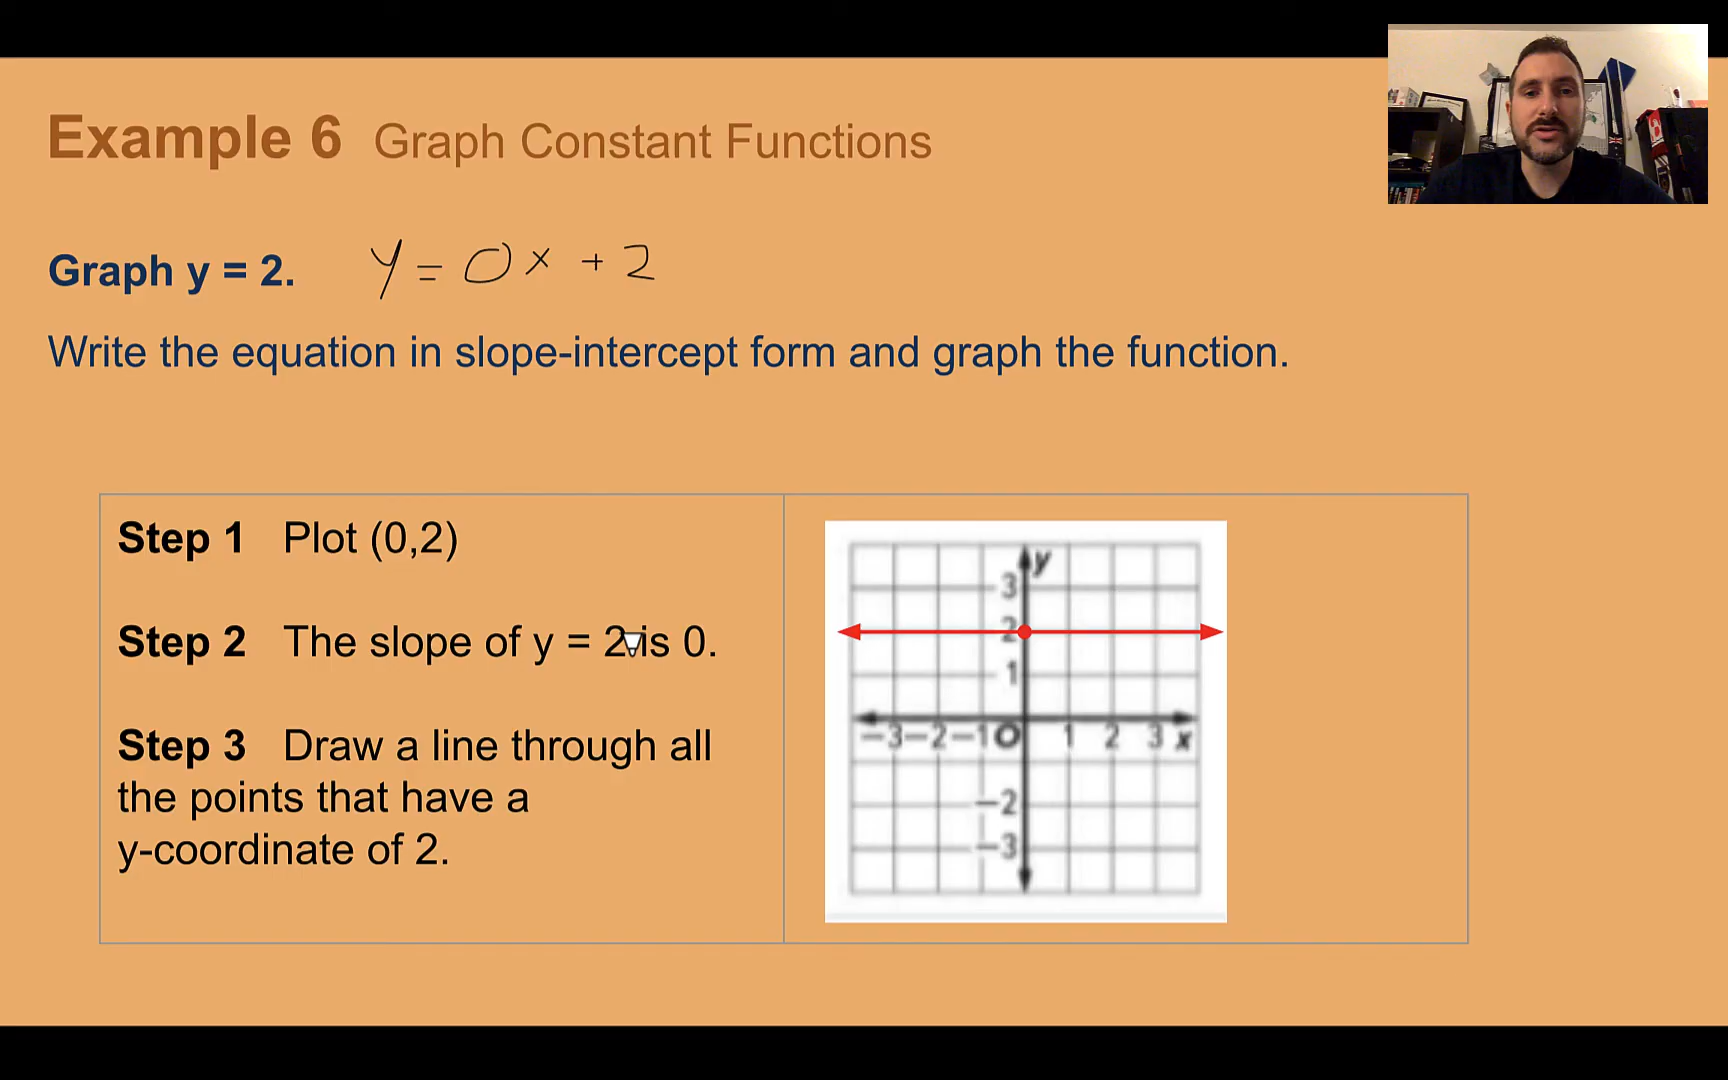 Example 6 Graph Constant Functions
Graph y = 2. y = 0x + 2
Write the equation in slope-intercept form and graph the function.
Step 1 Plot (0,2)
Step 2 The slope of y = 2 is 0.
Step 3 Draw a line through all
the points that have a
y-coordinate of 2.
y
3
2
1
−3 −2 −1 O 1 2 3 x
−2
−3